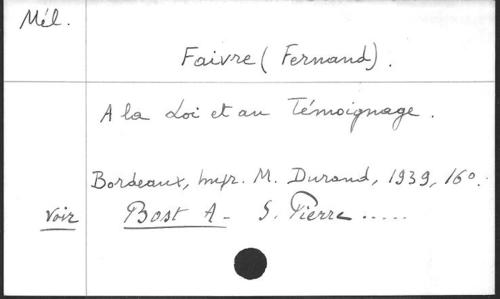 Mél.
Faivre (Fernand).
A la Loi et au Témoignage.
Bordeaux, Impr. M. Durand, 1939, 16°.
Voir Bost A - S. Pierre .....